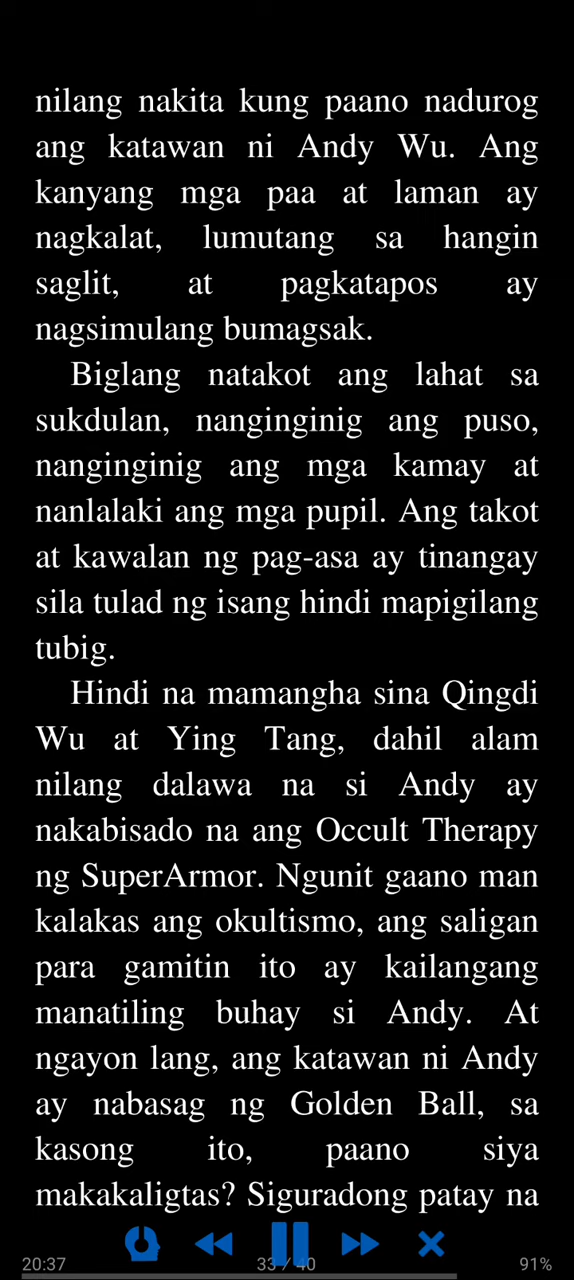 nilang nakita kung paano nadurog
ang katawan ni Andy Wu. Ang
kanyang mga paa at laman ay
nagkalat, lumutang sa hangin
saglit, at pagkatapos ay
nagsimulang bumagsak.
Biglang natakot ang lahat sa
sukdulan, nanginginig ang puso,
nanginginig ang mga kamay at
nanlalaki ang mga pupil. Ang takot
at kawalan ng pag-asa ay tinangay
sila tulad ng isang hindi mapigilang
tubig.
Hindi na mamangha sina Qingdi
Wu at Ying Tang, dahil alam
nilang dalawa na si Andy ay
nakabisado na ang Occult Therapy
ng SuperArmor. Ngunit gaano man
kalakas ang okultismo, ang saligan
para gamitin ito ay kailangang
manatiling buhay si Andy. At
ngayon lang, ang katawan ni Andy
ay nabasag ng Golden Ball, sa
kasong ito, paano siya
makakaligtas? Siguradong patay na
20:37 33 / 40 91%